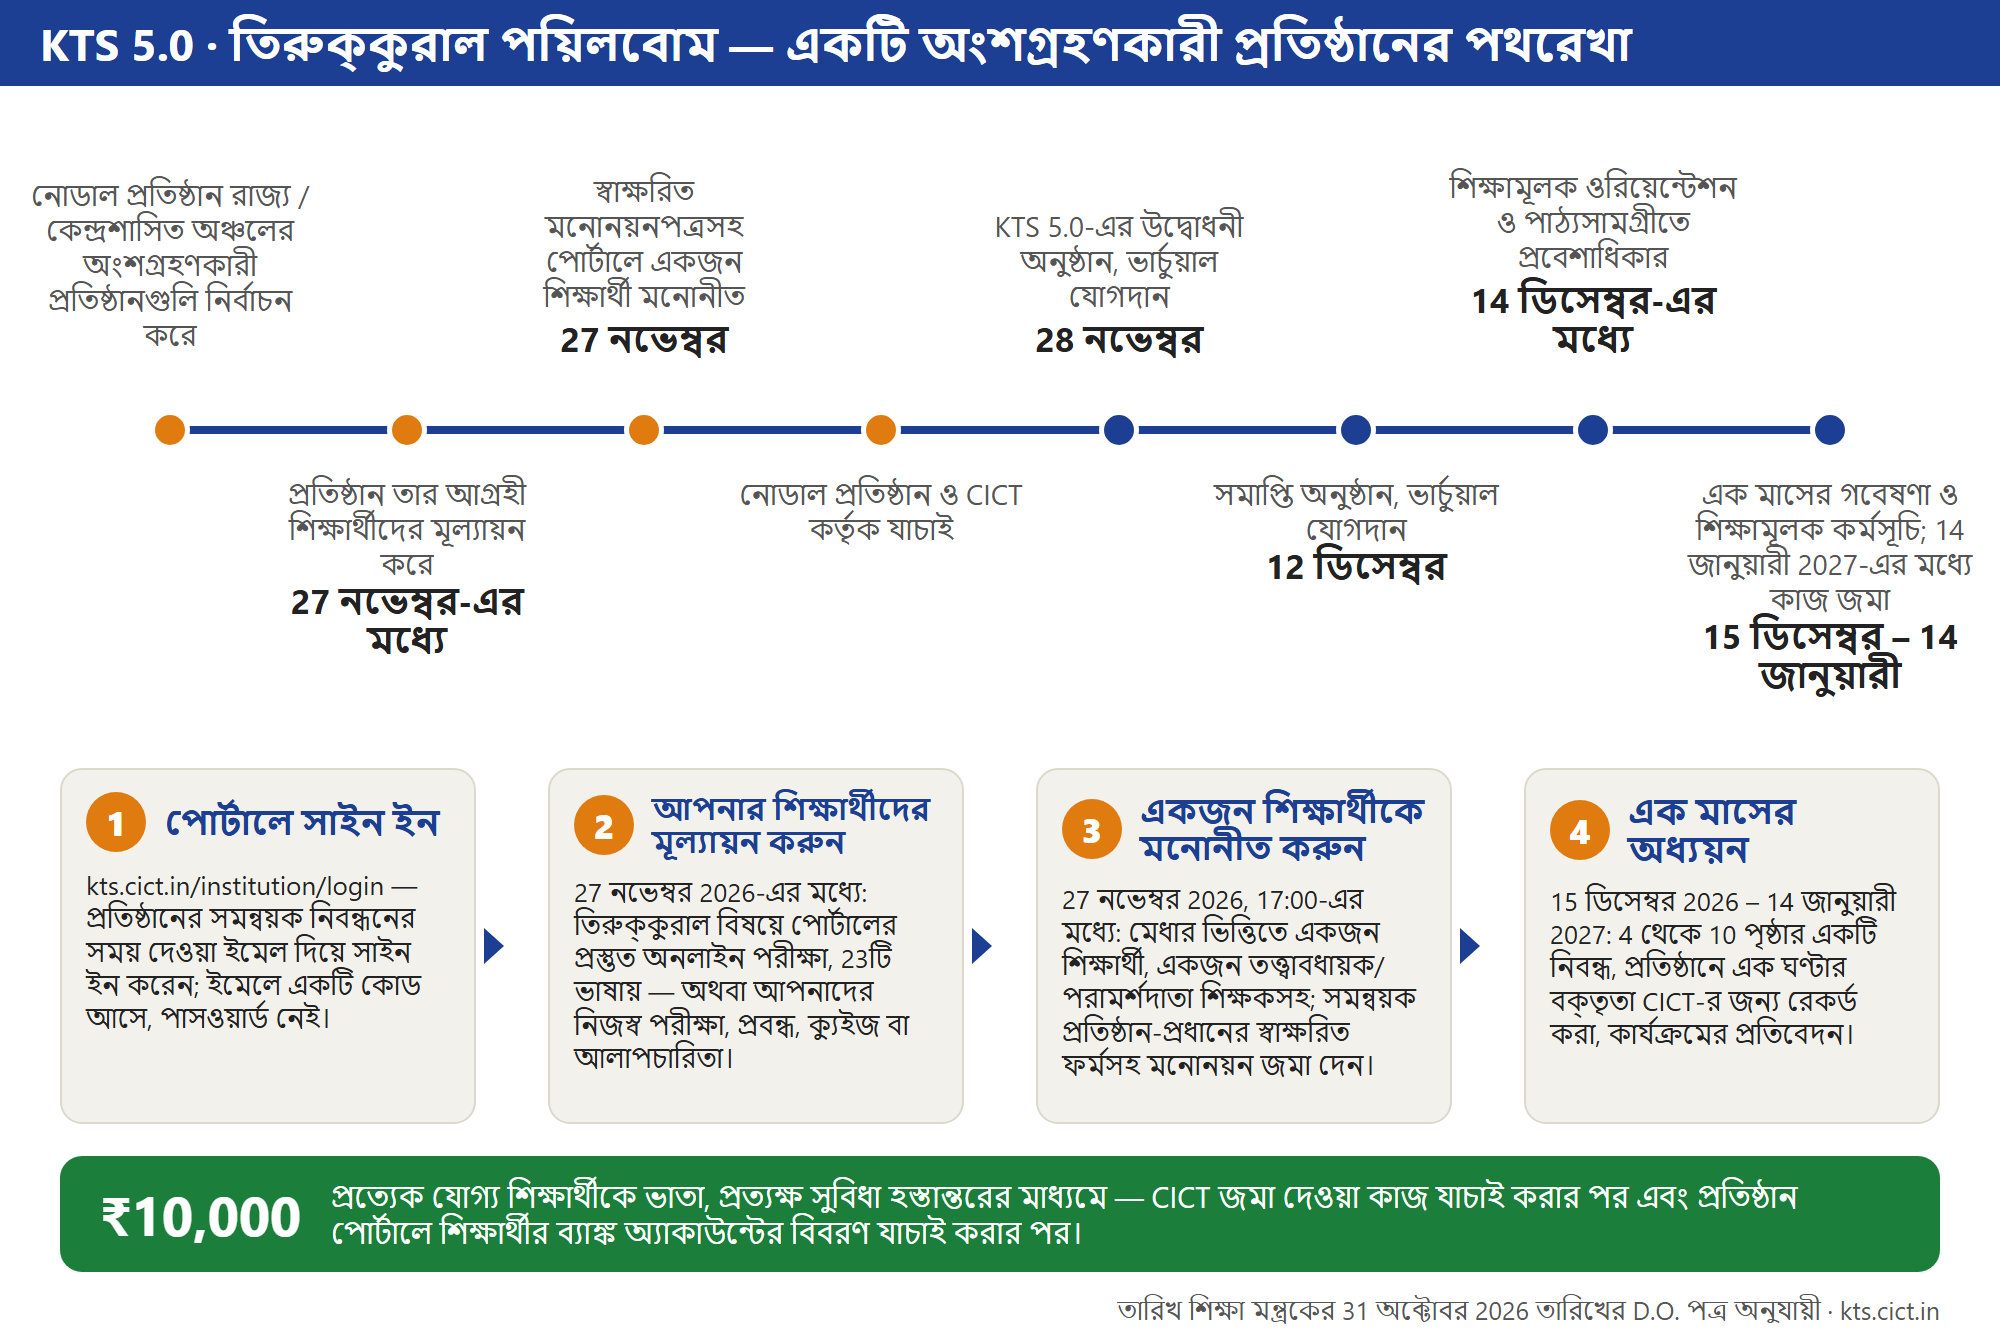 KTS 5.0 · তিরুক্কুরাল পয়িলবোম — একটি অংশগ্রহণকারী প্রতিষ্ঠানের পথরেখা
নোডাল প্রতিষ্ঠান রাজ্য /
কেন্দ্রশাসিত অঞ্চলের
অংশগ্রহণকারী
প্রতিষ্ঠানগুলি নির্বাচন
করে
স্বাক্ষরিত
মনোনয়নপত্রসহ
পোর্টালে একজন
শিক্ষার্থী মনোনীত
27 নভেম্বর
KTS 5.0-এর উদ্বোধনী
অনুষ্ঠান, ভার্চুয়াল
যোগদান
28 নভেম্বর
শিক্ষামূলক ওরিয়েন্টেশন
ও পাঠ্যসামগ্রীতে
প্রবেশাধিকার
14 ডিসেম্বর-এর
মধ্যে
প্রতিষ্ঠান তার আগ্রহী
শিক্ষার্থীদের মূল্যায়ন
করে
27 নভেম্বর-এর
মধ্যে
নোডাল প্রতিষ্ঠান ও CICT
কর্তৃক যাচাই
সমাপ্তি অনুষ্ঠান, ভার্চুয়াল
যোগদান
12 ডিসেম্বর
এক মাসের গবেষণা ও
শিক্ষামূলক কর্মসূচি; 14
জানুয়ারী 2027-এর মধ্যে
কাজ জমা
15 ডিসেম্বর – 14
জানুয়ারী
1 পোর্টালে সাইন ইন
kts.cict.in/institution/login —
প্রতিষ্ঠানের সমন্বয়ক নিবন্ধনের
সময় দেওয়া ইমেল দিয়ে সাইন
ইন করেন; ইমেলে একটি কোড
আসে, পাসওয়ার্ড নেই।
2 আপনার শিক্ষার্থীদের
মূল্যায়ন করুন
27 নভেম্বর 2026-এর মধ্যে:
তিরুক্কুরাল বিষয়ে পোর্টালের
প্রস্তুত অনলাইন পরীক্ষা, 23টি
ভাষায় — অথবা আপনাদের
নিজস্ব পরীক্ষা, প্রবন্ধ, ক্যুইজ বা
আলাপচারিতা।
3 একজন শিক্ষার্থীকে
মনোনীত করুন
27 নভেম্বর 2026, 17:00-এর
মধ্যে: মেধার ভিত্তিতে একজন
শিক্ষার্থী, একজন তত্ত্বাবধায়ক/
পরামর্শদাতা শিক্ষকসহ; সমন্বয়ক
প্রতিষ্ঠান-প্রধানের স্বাক্ষরিত
ফর্মসহ মনোনয়ন জমা দেন।
4 এক মাসের
অধ্যয়ন
15 ডিসেম্বর 2026 – 14 জানুয়ারী
2027: 4 থেকে 10 পৃষ্ঠার একটি
নিবন্ধ, প্রতিষ্ঠানে এক ঘণ্টার
বক্তৃতা CICT-র জন্য রেকর্ড
করা, কার্যক্রমের প্রতিবেদন।
₹10,000
প্রত্যেক যোগ্য শিক্ষার্থীকে ভাতা, প্রত্যক্ষ সুবিধা হস্তান্তরের মাধ্যমে — CICT জমা দেওয়া কাজ যাচাই করার পর এবং প্রতিষ্ঠান
পোর্টালে শিক্ষার্থীর ব্যাঙ্ক অ্যাকাউন্টের বিবরণ যাচাই করার পর।
তারিখ শিক্ষা মন্ত্রকের 31 অক্টোবর 2026 তারিখের D.O. পত্র অনুযায়ী · kts.cict.in